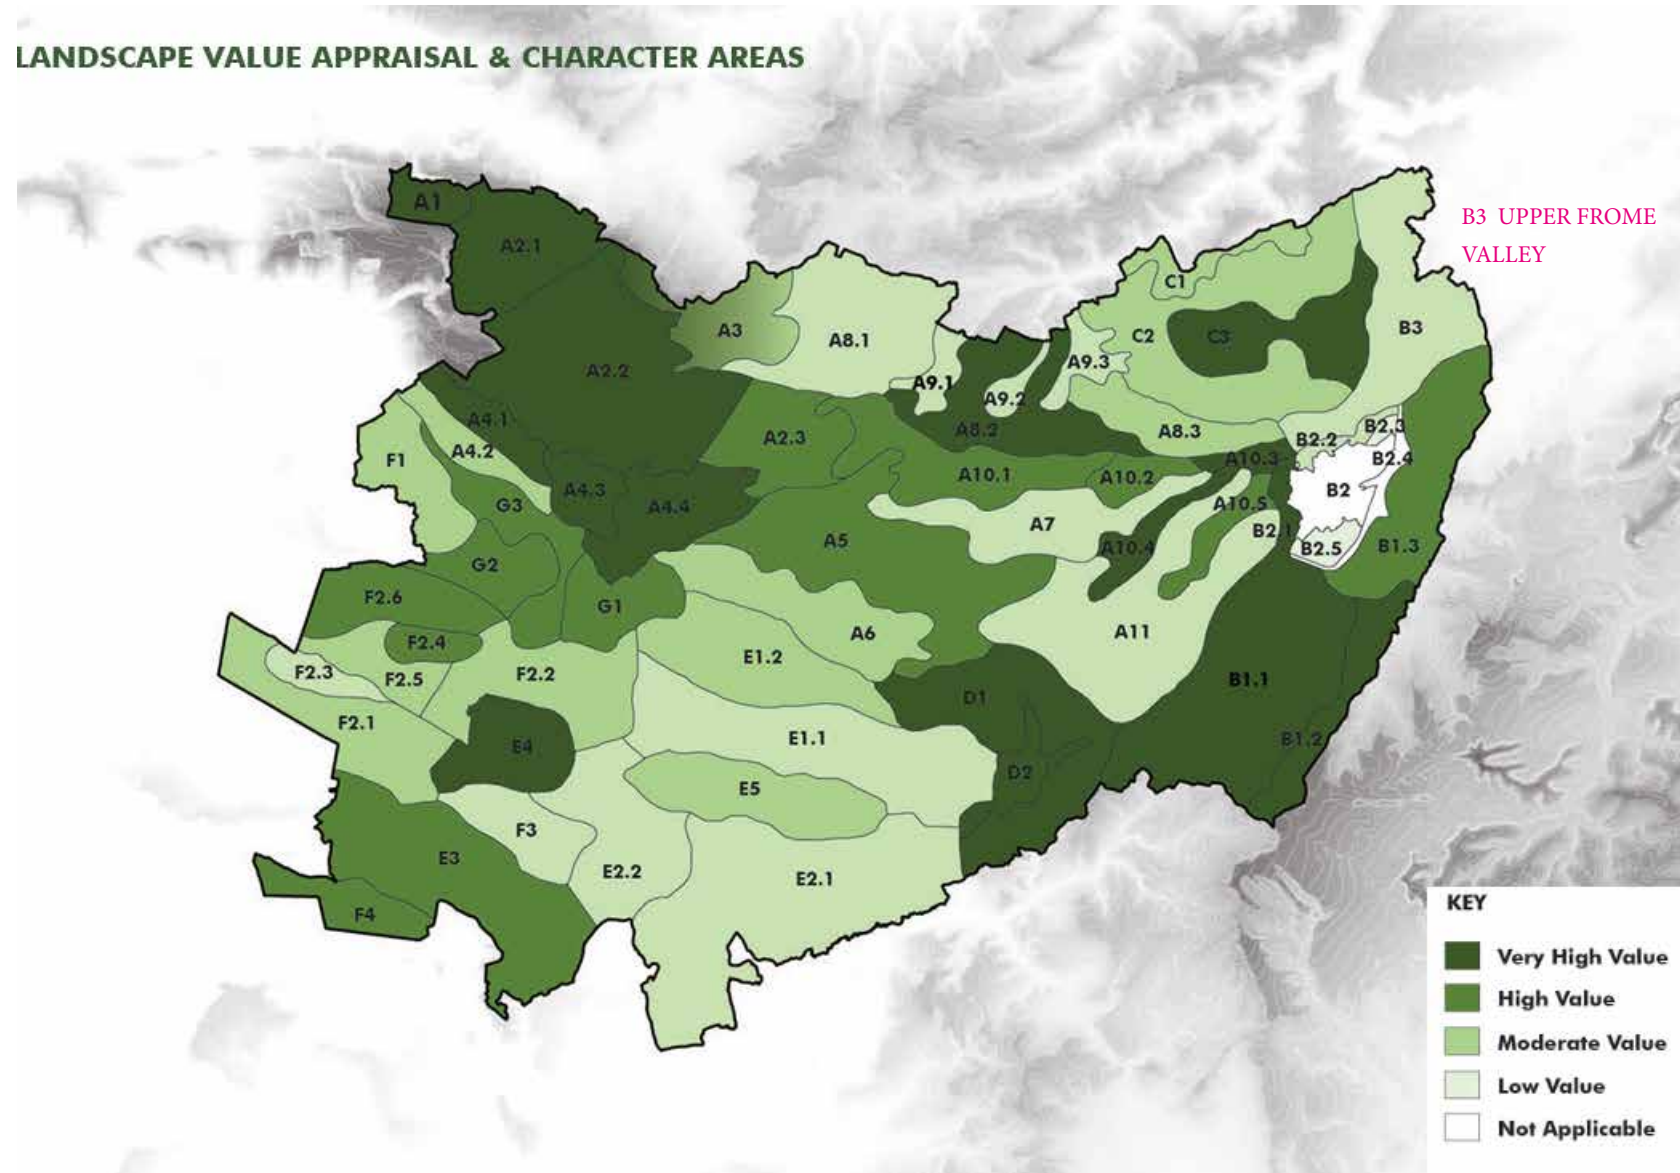 LANDSCAPE VALUE APPRAISAL & CHARACTER AREAS
B3 UPPER FROME
VALLEY
A1
A2.1
A3
A8.1
A2.2
C1
C2
C3
B3
A9.1
A9.2
A9.3
A4.1
A4.2
A2.3
A8.2
A8.3
B2.2
B2.3
F1
A4.3
A4.4
A10.1
A10.2
A10.3
B2.4
B2
G3
A5
A7
A10.4
A10.5
B2.1
B2.5
B1.3
G2
F2.6
G1
F2.4
A6
A11
F2.3
F2.5
F2.2
E1.2
D1
B1.1
F2.1
E4
E1.1
B1.2
D2
E5
F3
E3
E2.2
E2.1
F4
KEY
Very High Value
High Value
Moderate Value
Low Value
Not Applicable